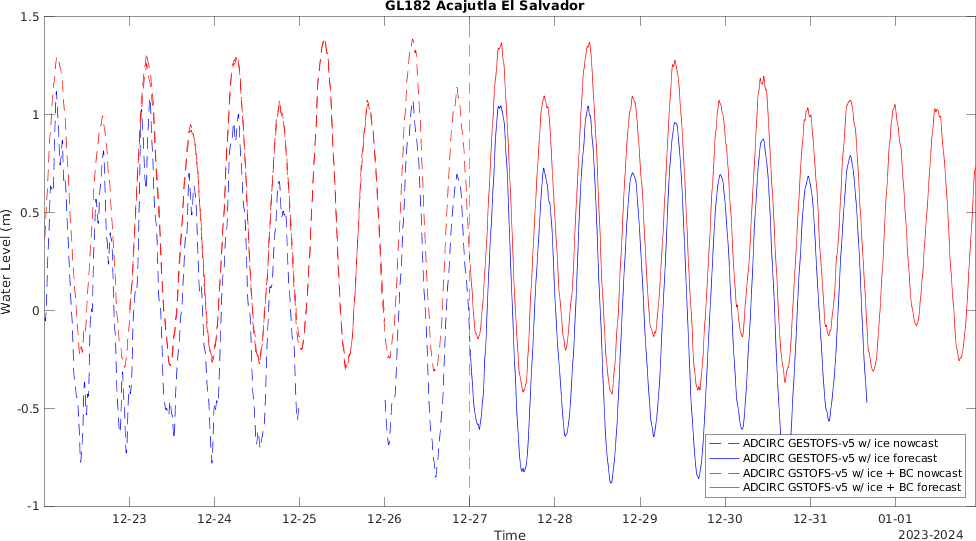 GL182 Acajutla El Salvador
1.5
1
0.5
0
-0.5
-1
Water Level (m)
12-23
12-24
12-25
12-26
12-27
12-28
12-29
12-30
12-31
01-01
Time
2023-2024
ADCIRC GESTOFS-v5 w/ ice nowcast
ADCIRC GESTOFS-v5 w/ ice forecast
ADCIRC GSTOFS-v5 w/ ice + BC nowcast
ADCIRC GSTOFS-v5 w/ ice + BC forecast